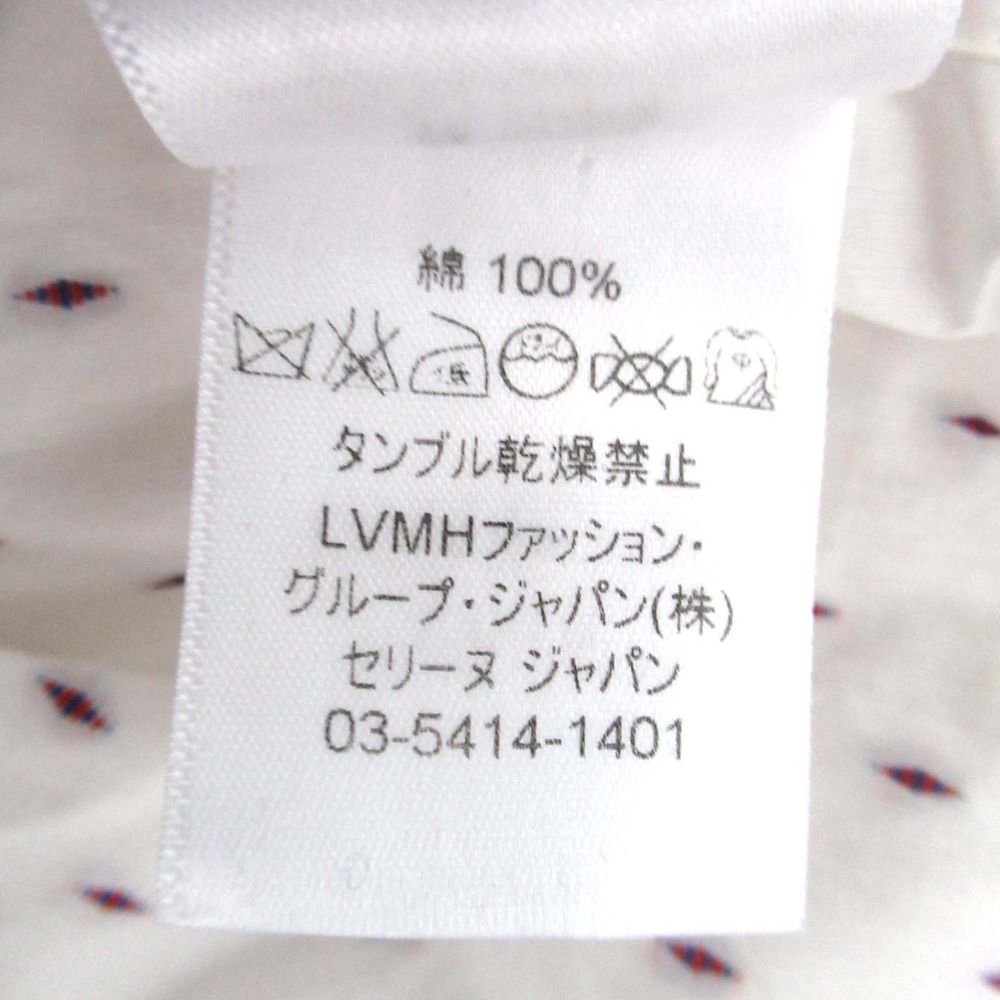 綿 100%
低
タンブル乾燥禁止
LVMHファッション・
グループ・ジャパン(株)
セリーヌ ジャパン
03-5414-1401